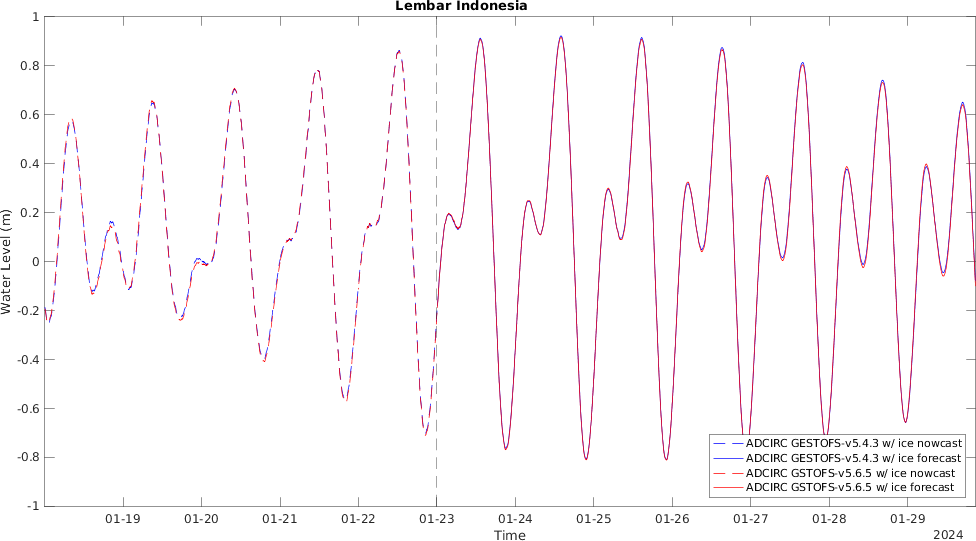 Lembar Indonesia
Water Level (m)
1
0.8
0.6
0.4
0.2
0
-0.2
-0.4
-0.6
-0.8
-1
ADCIRC GESTOFS-v5.4.3 w/ ice nowcast
ADCIRC GESTOFS-v5.4.3 w/ ice forecast
ADCIRC GSTOFS-v5.6.5 w/ ice nowcast
ADCIRC GSTOFS-v5.6.5 w/ ice forecast
01-19 01-20 01-21 01-22 01-23 01-24 01-25 01-26 01-27 01-28 01-29
Time
2024